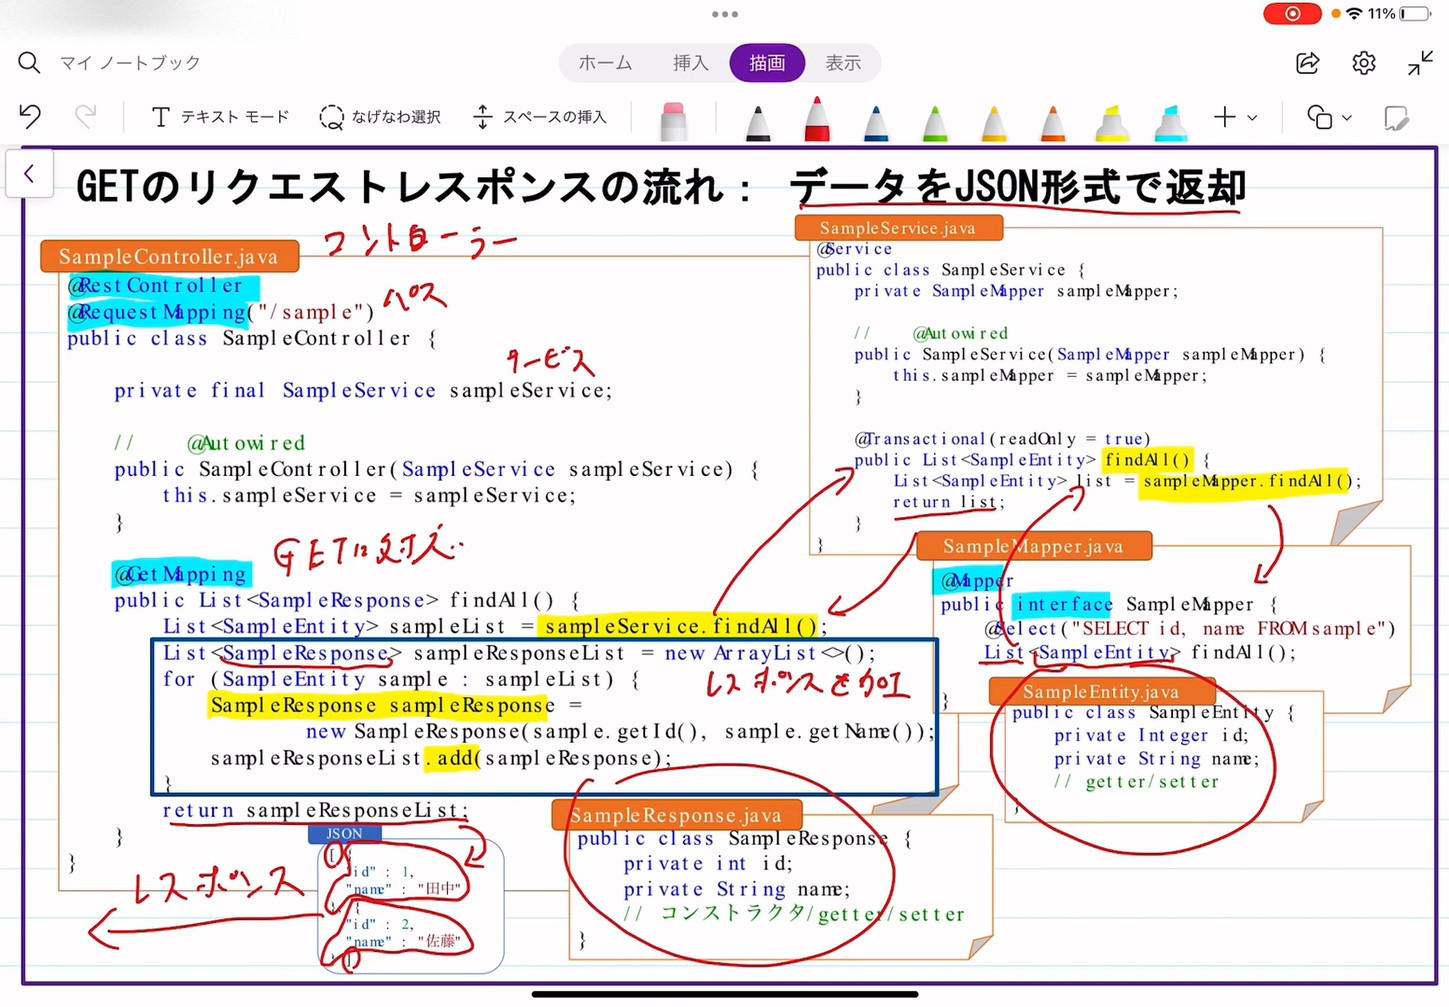 11%
マイ ノートブック
ホーム 挿入 描画 表示
テキスト モード なげなわ選択 スペースの挿入
GETのリクエストレスポンスの流れ： データをJSON形式で返却
SampleController.java
コントローラー
@RestController
@RequestMapping("/sample")
パス
public class SampleController {
サービス
private final SampleService sampleService;
// @Autowired
public SampleController(SampleService sampleService) {
this.sampleService = sampleService;
}
GETに対応
@GetMapping
public List<SampleResponse> findAll() {
List<SampleEntity> sampleList = sampleService.findAll();
List<SampleResponse> sampleResponseList = new ArrayList<>();
for (SampleEntity sample : sampleList) {
レスポンスを加工
SampleResponse sampleResponse =
new SampleResponse(sample.getId(), sample.getName());
sampleResponseList.add(sampleResponse);
}
return sampleResponseList;
}
}
SampleService.java
@Service
public class SampleService {
private SampleMapper sampleMapper;
// @Autowired
public SampleService(SampleMapper sampleMapper) {
this.sampleMapper = sampleMapper;
}
@Transactional(readOnly = true)
public List<SampleEntity> findAll() {
List<SampleEntity> list = sampleMapper.findAll();
return list;
}
}
SampleMapper.java
@Mapper
public interface SampleMapper {
@Select("SELECT id, name FROM sample")
List<SampleEntity> findAll();
}
SampleEntity.java
public class SampleEntity {
private Integer id;
private String name;
// getter/setter
}
SampleResponse.java
public class SampleResponse {
private int id;
private String name;
// コンストラクタ/getter/setter
}
JSON
[ {
"id" : 1,
"name" : "田中"
}, {
"id" : 2,
"name" : "佐藤"
} ]
レスポンス